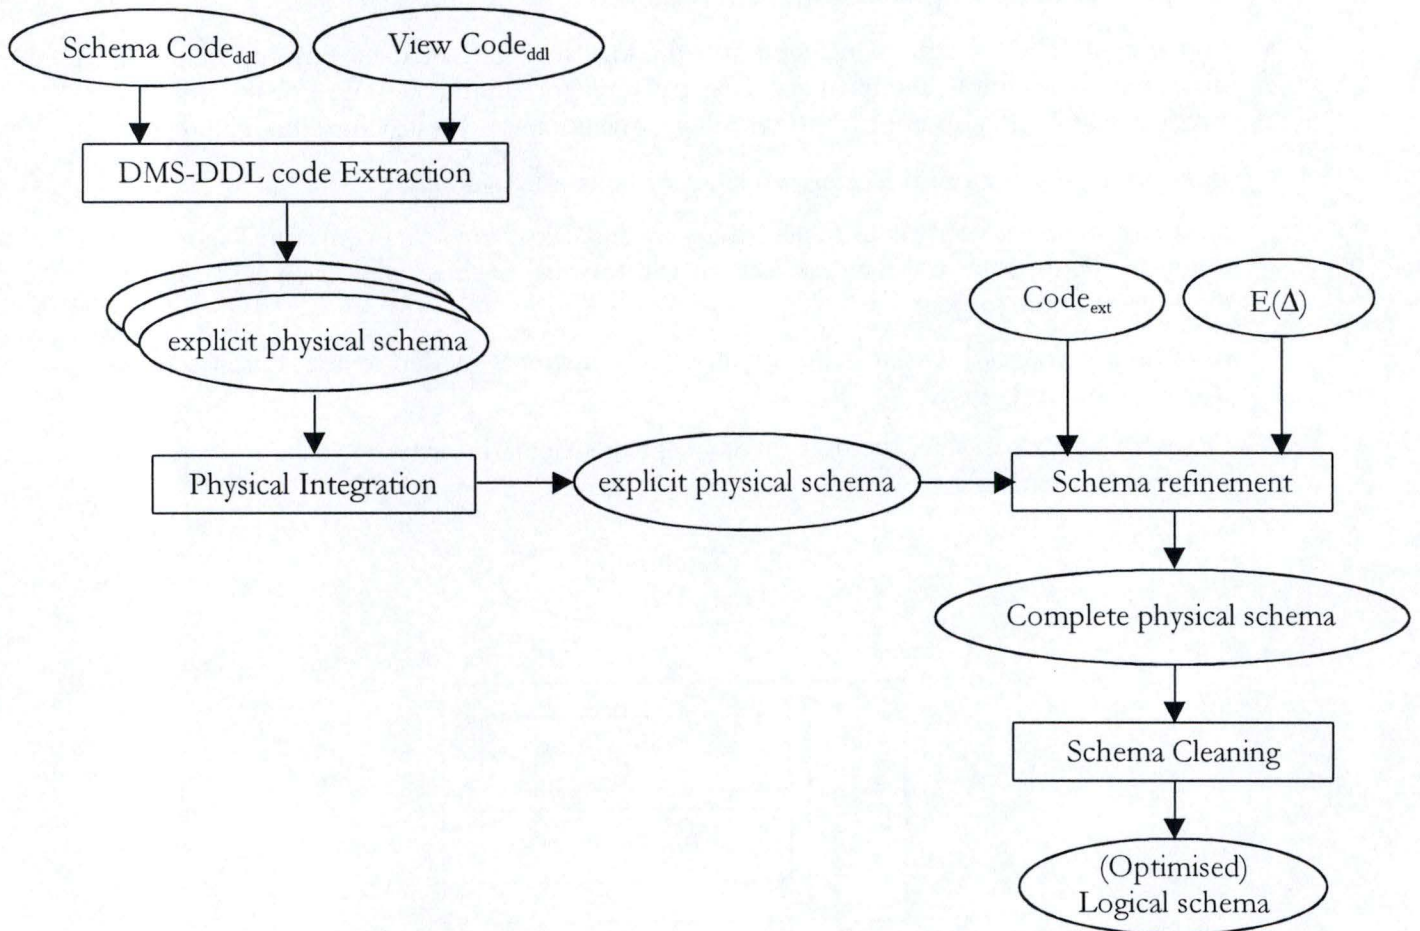 Schema Code_ddl
View Code_ddl
DMS-DDL code Extraction
explicit physical schema
Code_ext
E(Δ)
Physical Integration
explicit physical schema
Schema refinement
Complete physical schema
Schema Cleaning
(Optimised)
Logical schema